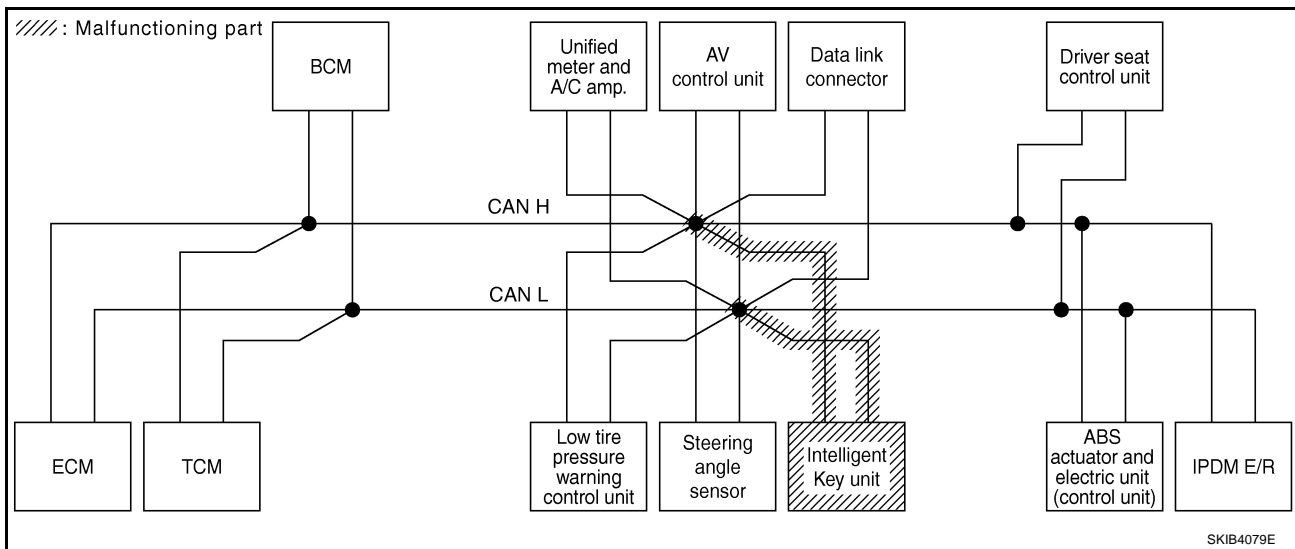 : Malfunctioning part
BCM
Unified
meter and
A/C amp.
AV
control unit
Data link
connector
Driver seat
control unit
CAN H
CAN L
ECM
TCM
Low tire
pressure
warning
control unit
Steering
angle
sensor
Intelligent
Key unit
ABS
actuator and
electric unit
(control unit)
IPDM E/R
SKIB4079E